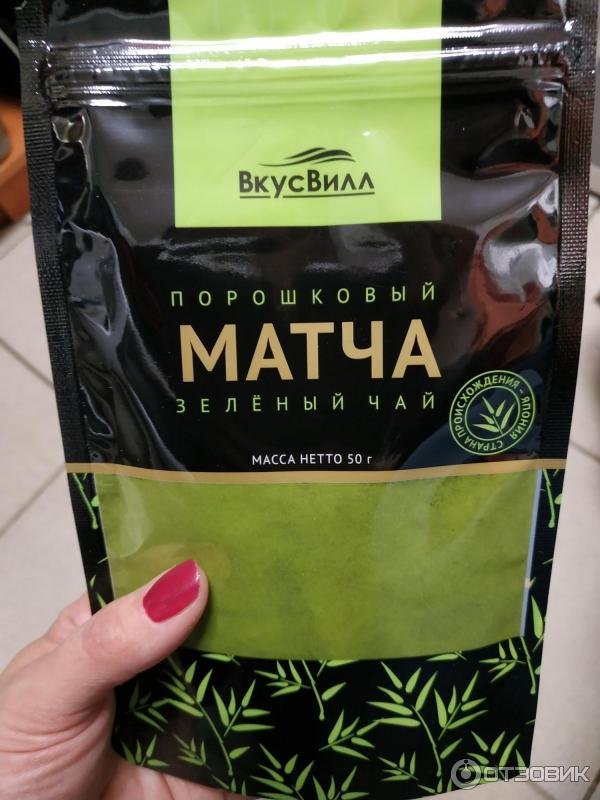 ВкусВилл
ПОРОШКОВЫЙ
МАТЧА
ЗЕЛЁНЫЙ ЧАЙ
СТРАНА ПРОИСХОЖДЕНИЯ - ЯПОНИЯ
МАССА НЕТТО 50 г
ОТЗОВИК